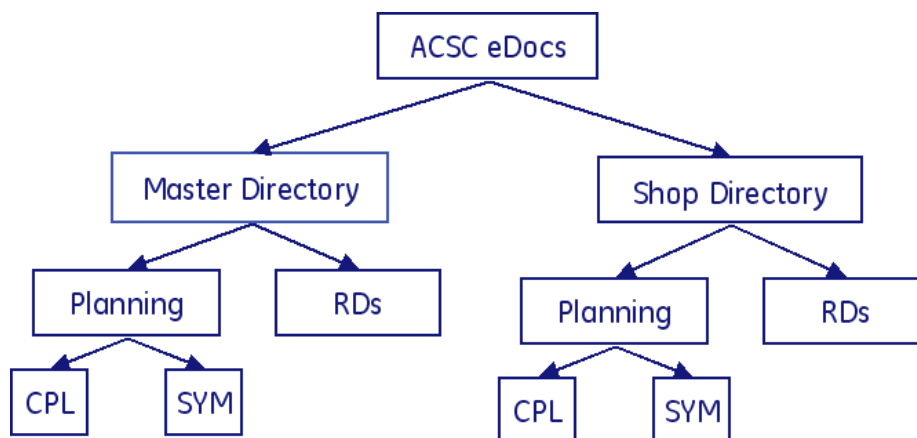 ACSC eDocs
Master Directory
Shop Directory
Planning
RDs
Planning
RDs
CPL
SYM
CPL
SYM